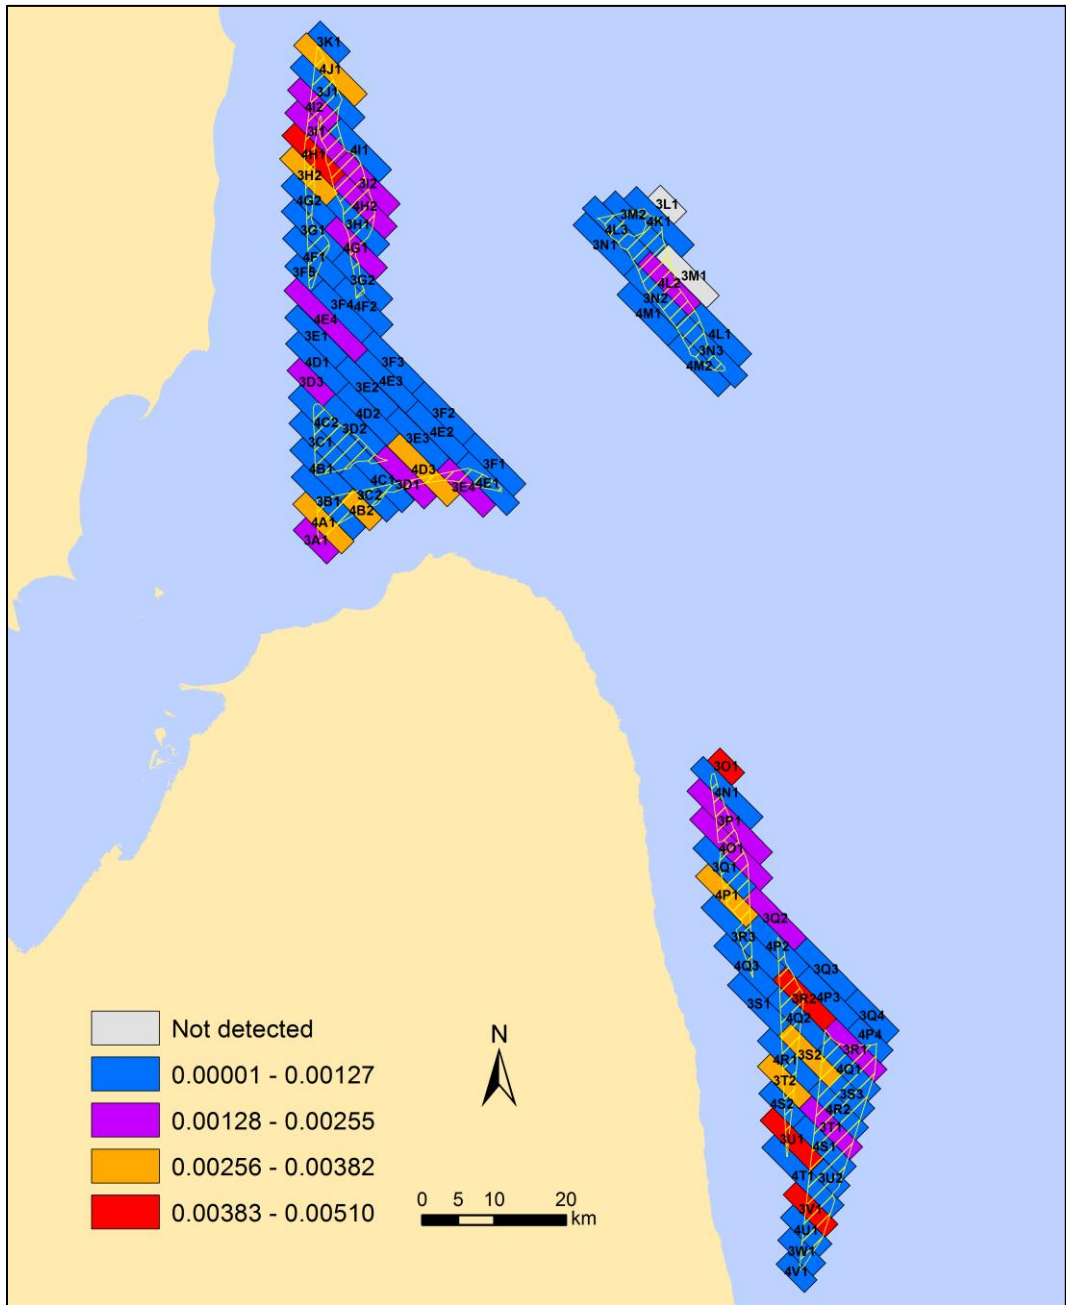 3K1
4J1
3J1
4I2
3I1
4I1
4H1
3H2
3I2
4G2
4H2
3H1
3G1
4G1
4F1
3F5
3G2
3F4
4F2
4E4
3E1
4D1
3F3
3D3
4E3
3E2
4D2
3F2
4C2
3D2
4E2
3C1
3E3
4B1
4D3
3F1
4C1
3D1
3E4
4E1
3C2
3B1
4B2
4A1
3A1
3L1
3M2
4K1
4L3
3N1
3M1
4L2
3N2
4M1
4L1
3N3
4M2
3O1
4N1
3P1
4O1
3Q1
4P1
3Q2
3R3
4P2
4Q3
3Q3
3S1
3R2
4P3
4Q2
3Q4
4P4
3R1
3S2
4R1
4Q1
3T2
3S3
4S2
4R2
3T1
3U1
4S1
4T1
3U2
3V1
4U1
3W1
4V1
Not detected
0.00001 - 0.00127
0.00128 - 0.00255
0.00256 - 0.00382
0.00383 - 0.00510
N
0 5 10 20
km